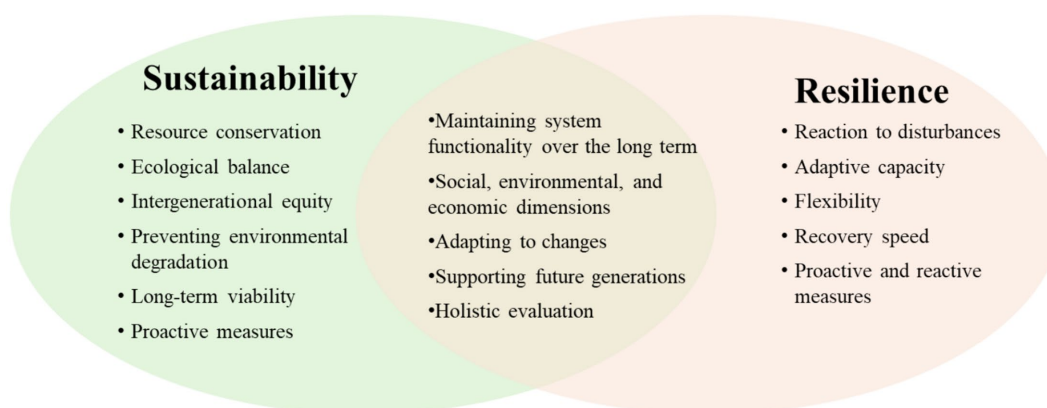 Sustainability
• Resource conservation
• Ecological balance
• Intergenerational equity
• Preventing environmental
degradation
• Long-term viability
• Proactive measures
•Maintaining system
functionality over the long term
•Social, environmental, and
economic dimensions
•Adapting to changes
•Supporting future generations
•Holistic evaluation
Resilience
• Reaction to disturbances
• Adaptive capacity
• Flexibility
• Recovery speed
• Proactive and reactive
measures